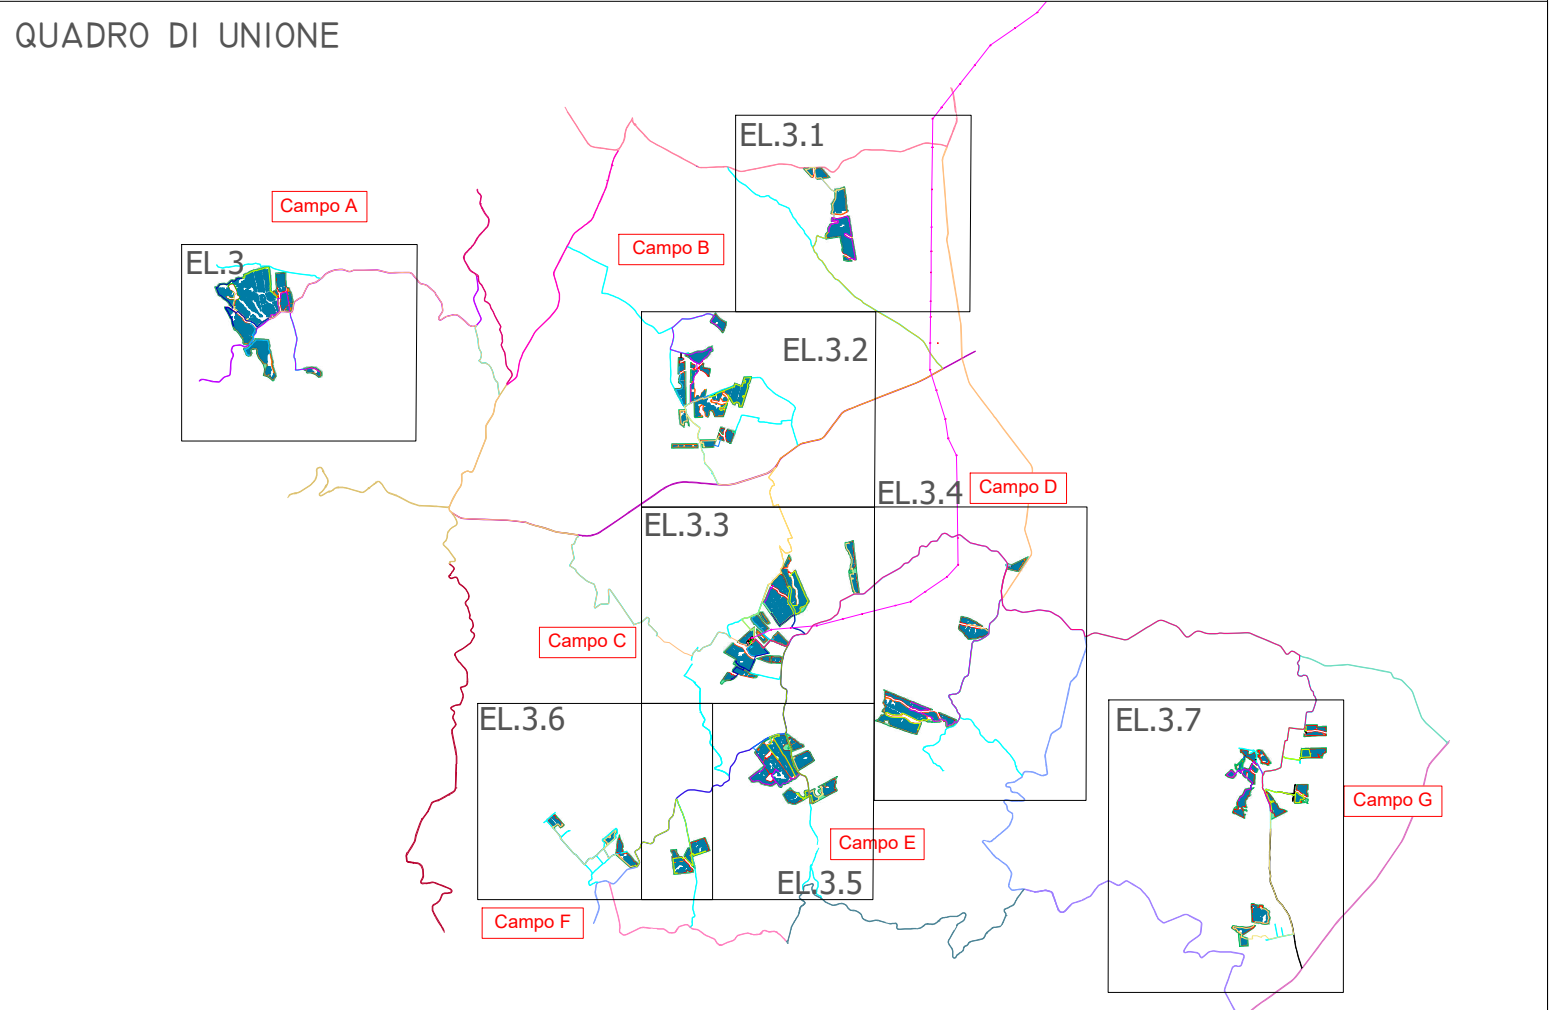 QUADRO DI UNIONE
EL.3.1
Campo A
Campo B
EL.3
EL.3.2
EL.3.4
Campo D
EL.3.3
Campo C
EL.3.6
EL.3.7
Campo G
Campo E
EL.3.5
Campo F